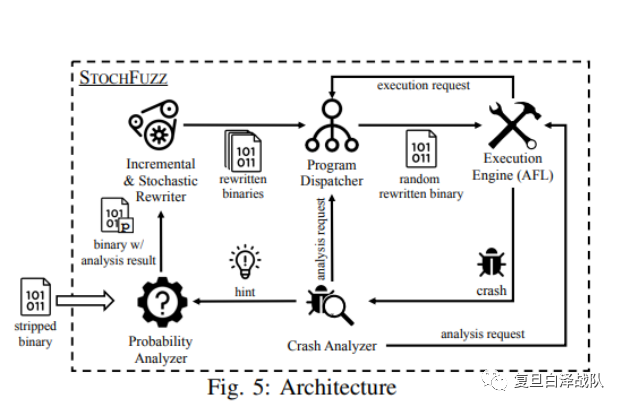 STOCHFUZZ
execution request
101
011
rewritten
binaries
Incremental
& Stochastic
Rewriter
Program
Dispatcher
101
011
random
rewritten binary
Execution
Engine (AFL)
101
01
p
binary w/
analysis result
analysis request
hint
crash
101
011
stripped
binary
?
Probability
Analyzer
Crash Analyzer
analysis request
Fig. 5: Architecture
复旦白泽战队